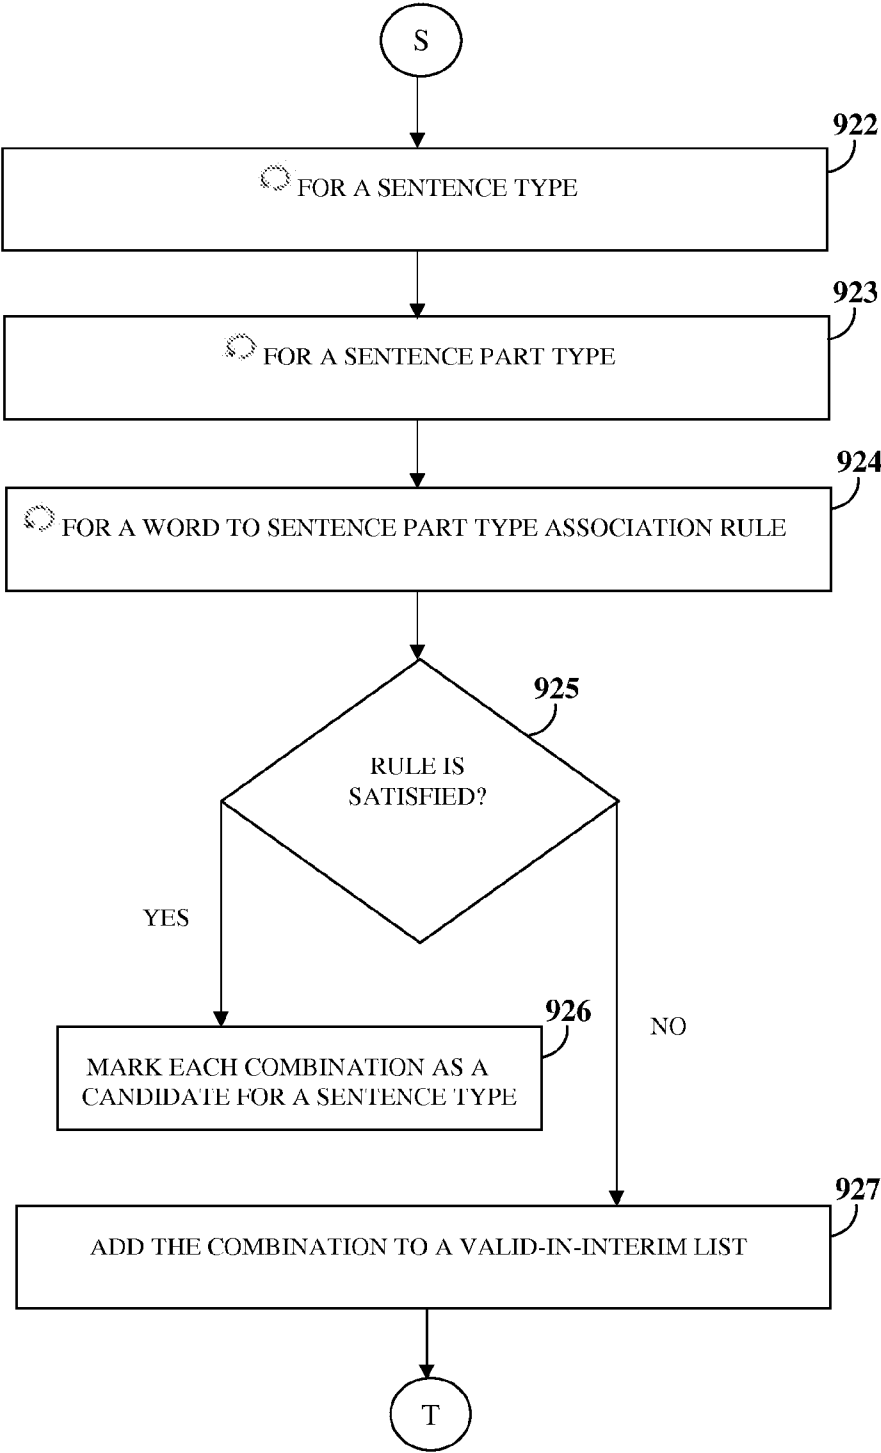 S
922
FOR A SENTENCE TYPE
923
FOR A SENTENCE PART TYPE
924
FOR A WORD TO SENTENCE PART TYPE ASSOCIATION RULE
925
RULE IS
SATISFIED?
YES
926
NO
MARK EACH COMBINATION AS A
CANDIDATE FOR A SENTENCE TYPE
927
ADD THE COMBINATION TO A VALID-IN-INTERIM LIST
T